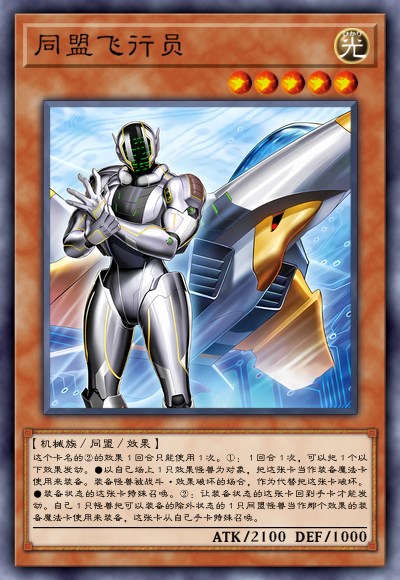 同盟飞行员
光
【机械族／同盟／效果】
这个卡名的②的效果1回合只能使用1次。①：1回合1次，可以把1个以
下效果发动。●以自己场上1只效果怪兽为对象，把这张卡当作装备魔法卡
使用来装备。装备怪兽被战斗·效果破坏的场合，作为代替把这张卡破坏。
●装备状态的这张卡特殊召唤。②：让装备状态的这张卡回到手卡才能发
动。自己1只怪兽把可以装备的除外状态的1只同盟怪兽当作那个效果的装
备魔法卡使用来装备，这张卡从自己手卡特殊召唤。
ATK/2100 DEF/1000